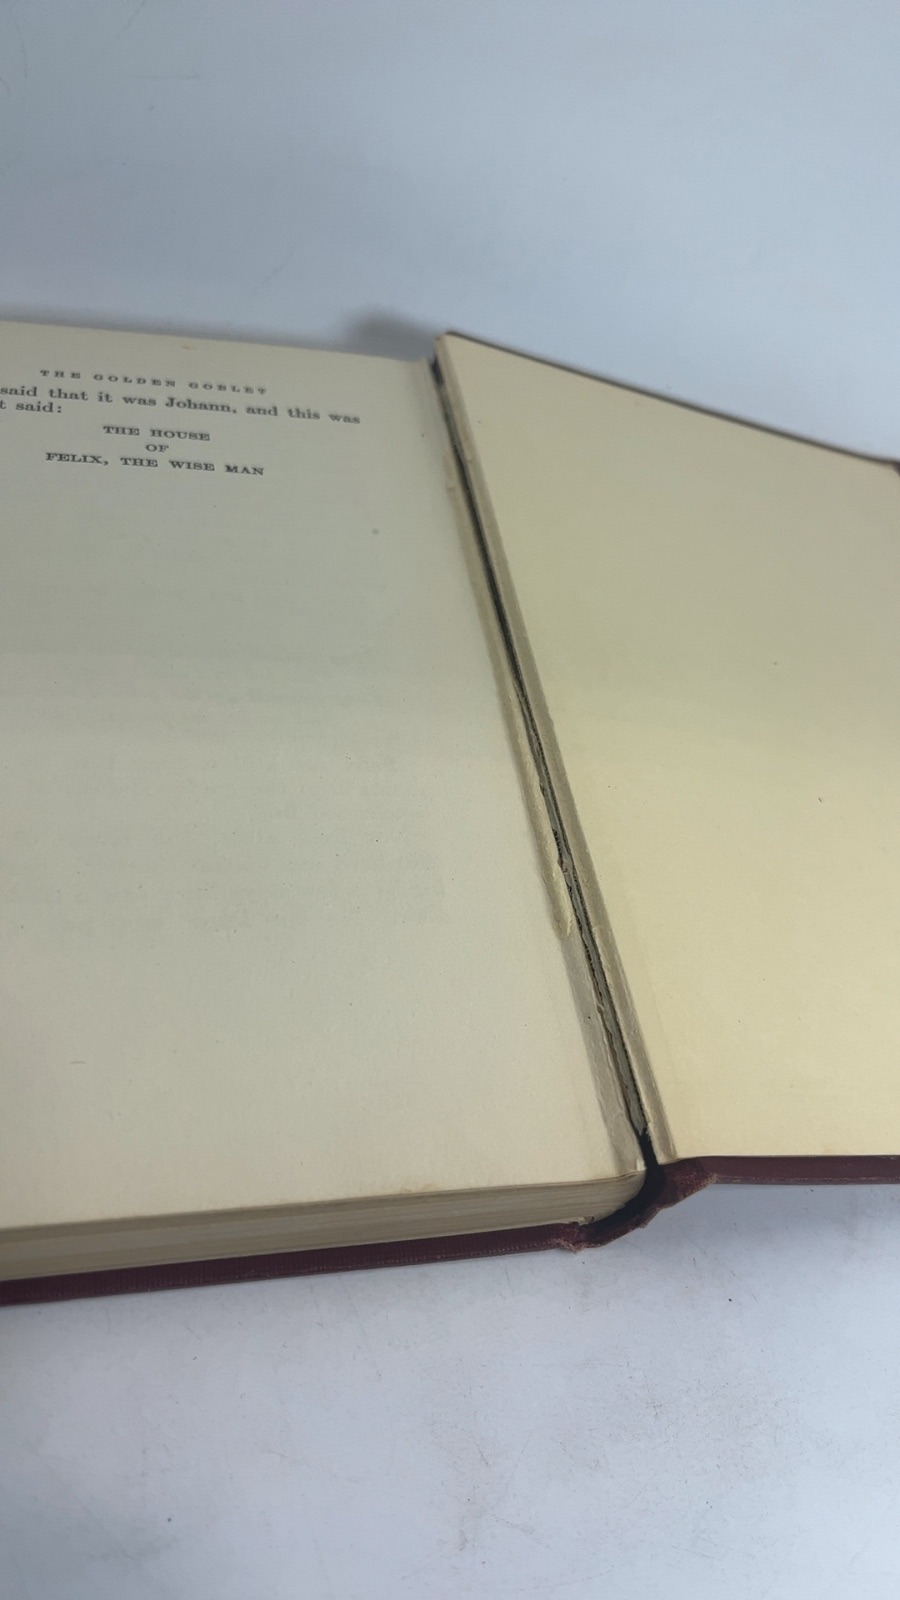 THE GOLDEN GOBLET
said that it was Johann, and this was
t said:
THE HOUSE
OF
FELIX, THE WISE MAN